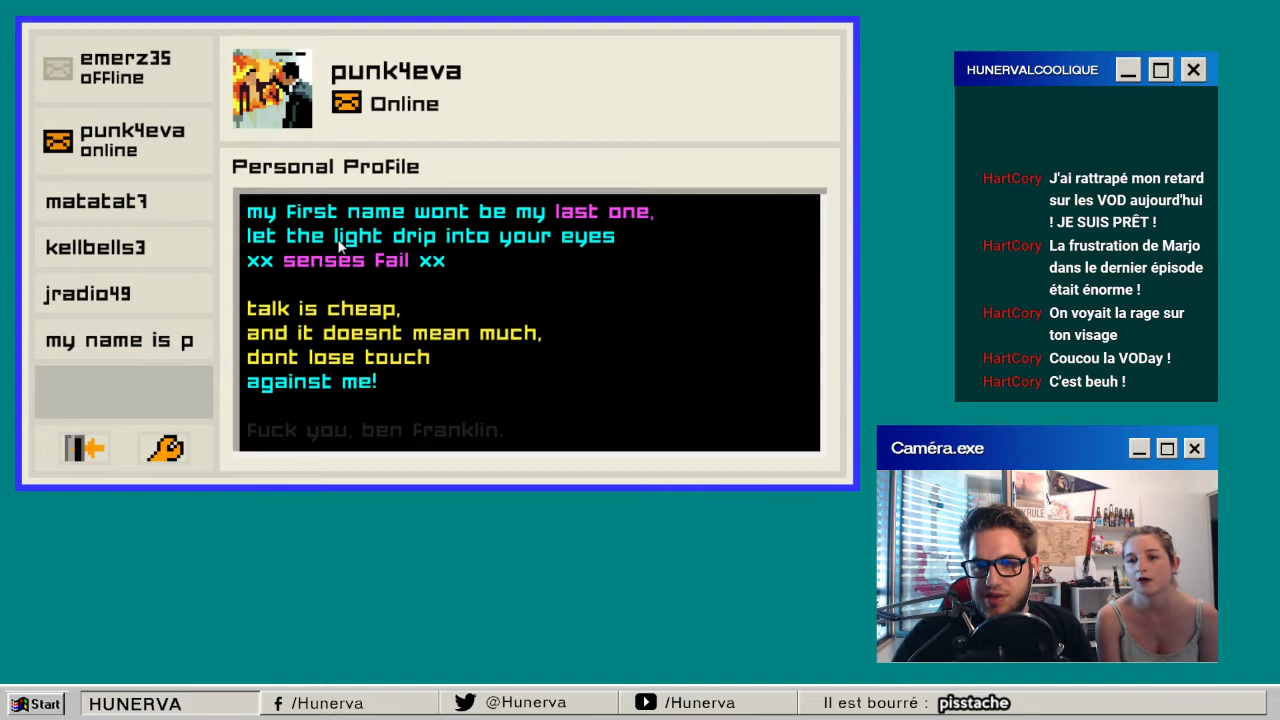 emerz35
offline
punk4eva
online
matatat7
kellbells3
jradio49
my name is p
punk4eva
Online
Personal Profile
my first name wont be my last one,
let the light drip into your eyes
xx senses fail xx
talk is cheap,
and it doesnt mean much,
dont lose touch
against me!
fuck you, ben franklin.
HUNERVALCOOLIQUE
HartCory J'ai rattrapé mon retard
sur les VOD aujourd'hui
! JE SUIS PRÊT !
HartCory La frustration de Marjo
dans le dernier épisode
était énorme !
HartCory On voyait la rage sur
ton visage
HartCory Coucou la VODay !
HartCory C'est beuh !
Caméra.exe
Start
HUNERVA
/Hunerva
@Hunerva
/Hunerva
Il est bourré : pisstache